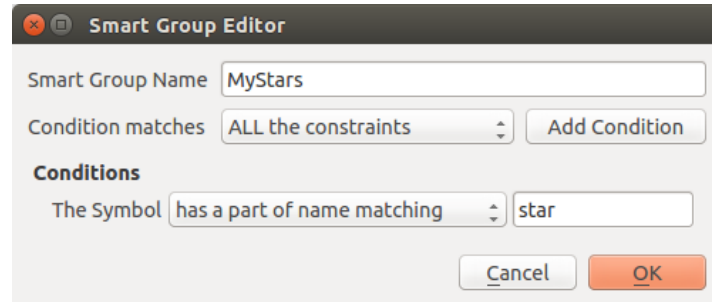 Smart Group Editor
Smart Group Name MyStars
Condition matches ALL the constraints Add Condition
Conditions
The Symbol has a part of name matching star
Cancel OK